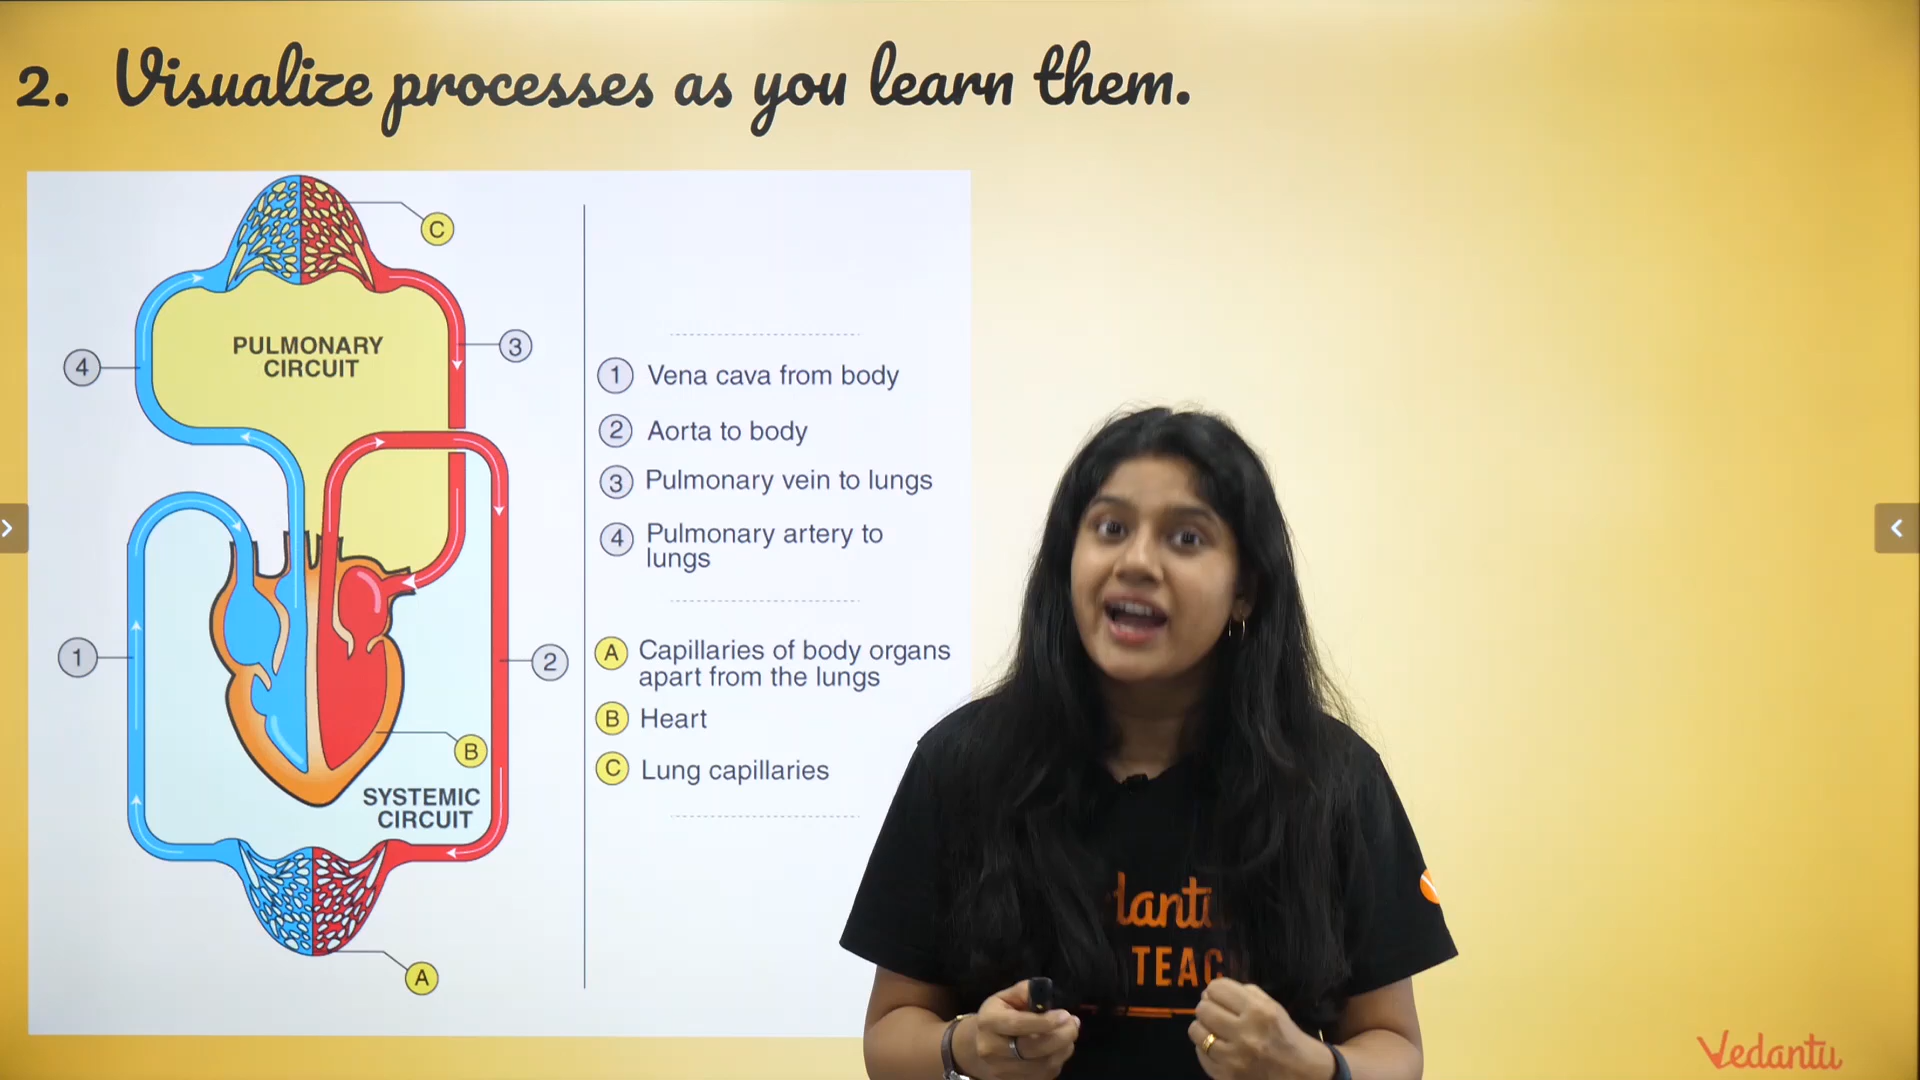 2. Visualize processes as you learn them.
C
PULMONARY
CIRCUIT
4
3
1
2
B
SYSTEMIC
CIRCUIT
A
1 Vena cava from body
2 Aorta to body
3 Pulmonary vein to lungs
4 Pulmonary artery to
lungs
A Capillaries of body organs
apart from the lungs
B Heart
C Lung capillaries
Vedantu